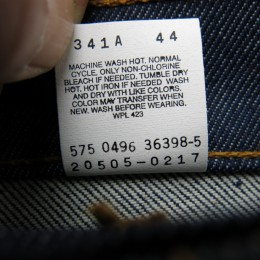 341A 44
MACHINE WASH HOT. NORMAL
CYCLE. ONLY NON-CHLORINE
BLEACH IF NEEDED. TUMBLE DRY
HOT. HOT IRON IF NEEDED WASH
AND DRY WITH LIKE COLORS.
COLOR MAY TRANSFER WHEN
NEW. WASH BEFORE WEARING.
WPL 423
575 0496 36398-5
20505-0217